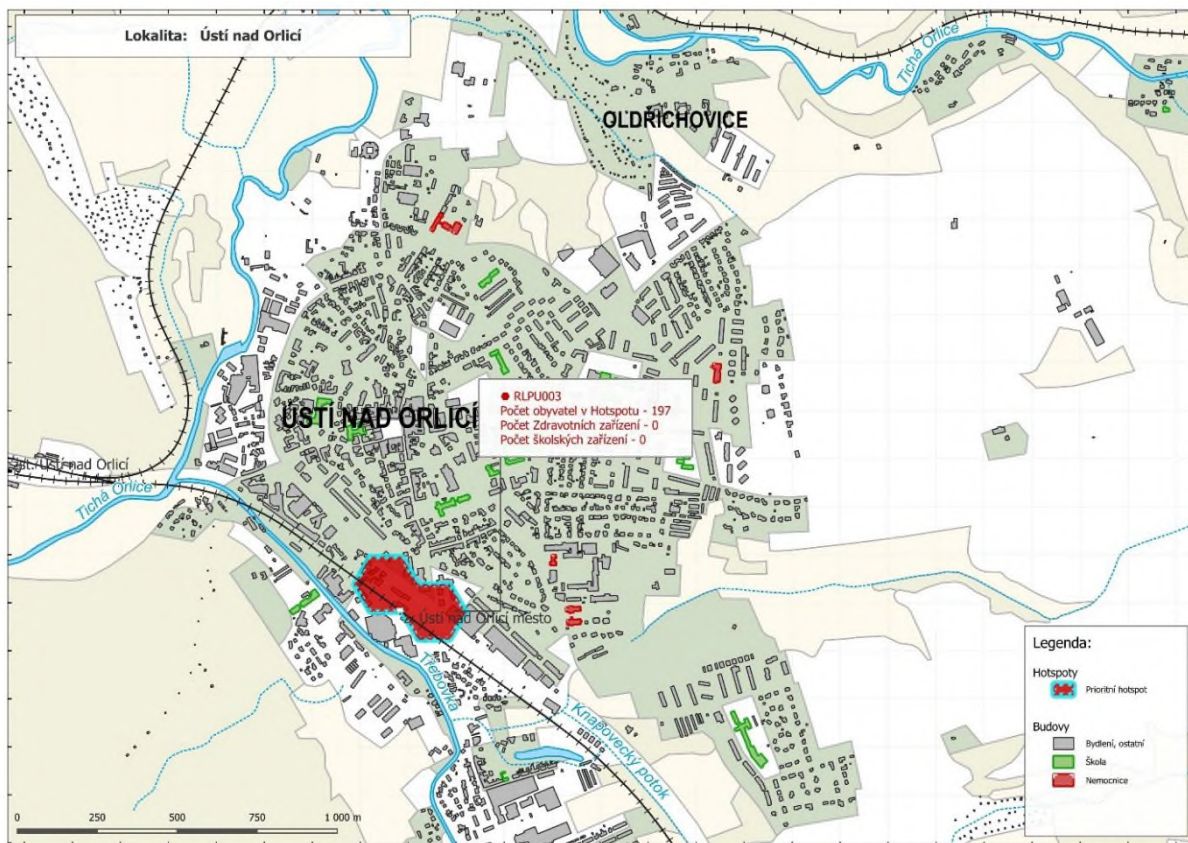 Lokalita: Ústí nad Orlicí
Tichá Orlice
OLDŘICHOVICE
RLPU003
Počet obyvatel v Hotspotu - 197
Počet Zdravotních zařízení - 0
Počet školských zařízení - 0
ÚSTÍ NAD ORLICÍ
st. Ústí nad Orlicí
Tichá Orlice
Ústí nad Orlicí město
Třebovka
Knapovecký potok
Legenda:
Hotspoty
Prioritní hotspot
Budovy
Bydlení, ostatní
Škola
Nemocnice
0 250 500 750 1 000 m